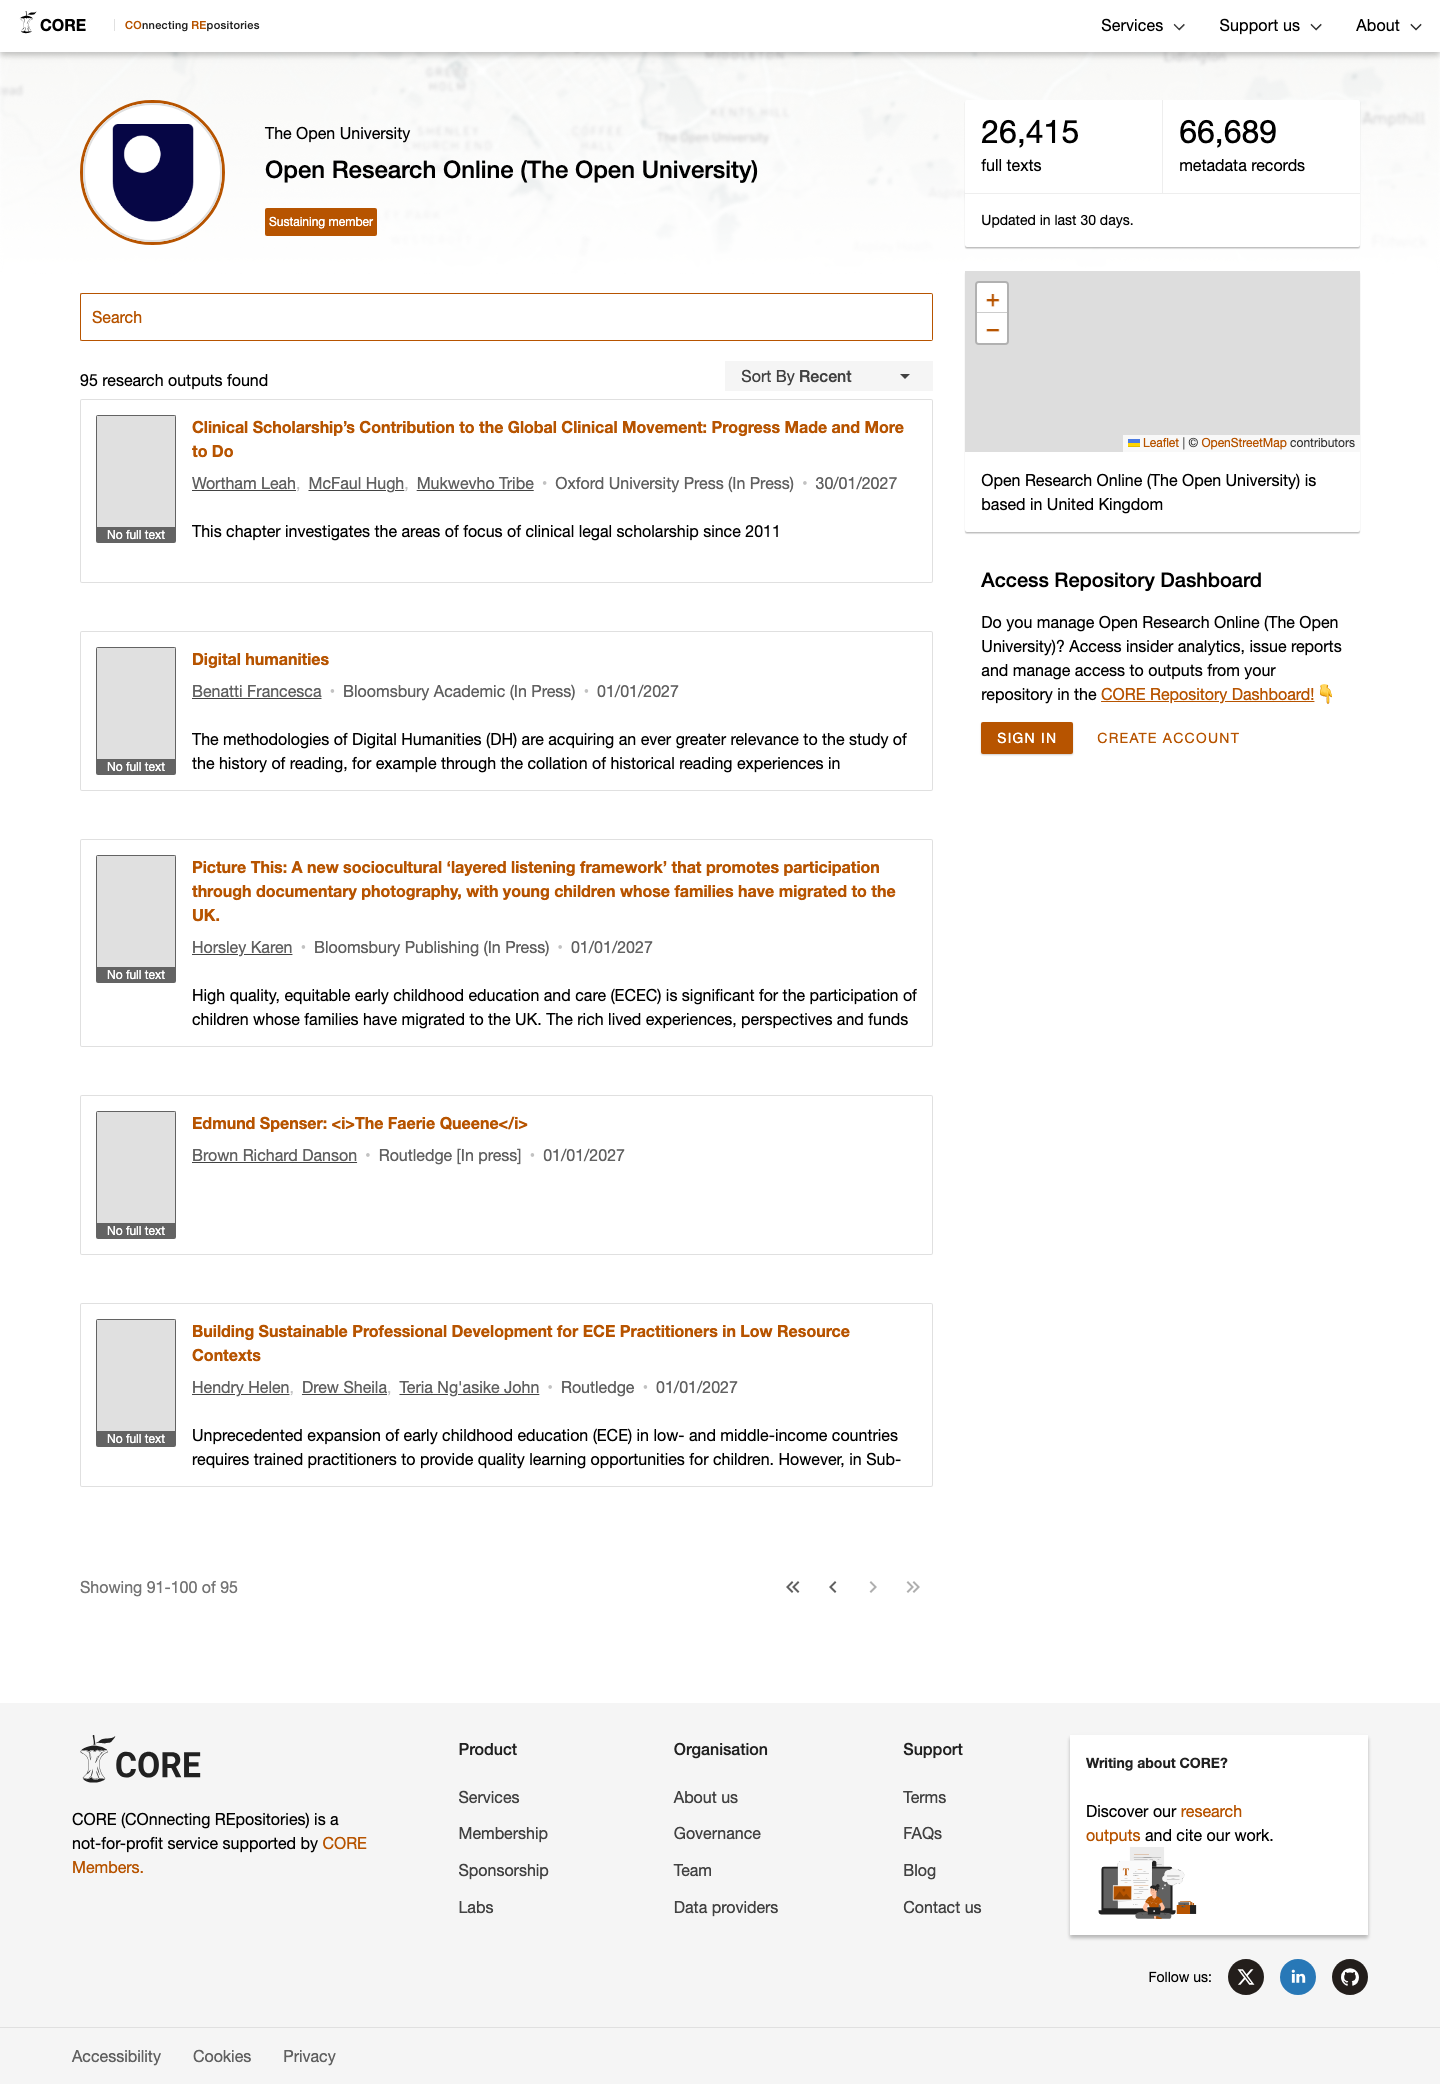 CORE
COnnecting REpositories
Services
Support us
About
The Open University
Open Research Online (The Open University)
Sustaining member
26,415
full texts
66,689
metadata records
Updated in last 30 days.
Search
95 research outputs found
Sort By Recent
Clinical Scholarship’s Contribution to the Global Clinical Movement: Progress Made and More
to Do
Wortham Leah, McFaul Hugh, Mukwevho Tribe • Oxford University Press (In Press) • 30/01/2027
This chapter investigates the areas of focus of clinical legal scholarship since 2011
No full text
Digital humanities
Benatti Francesca • Bloomsbury Academic (In Press) • 01/01/2027
The methodologies of Digital Humanities (DH) are acquiring an ever greater relevance to the study of
the history of reading, for example through the collation of historical reading experiences in
No full text
Picture This: A new sociocultural ‘layered listening framework’ that promotes participation
through documentary photography, with young children whose families have migrated to the
UK.
Horsley Karen • Bloomsbury Publishing (In Press) • 01/01/2027
No full text
High quality, equitable early childhood education and care (ECEC) is significant for the participation of
children whose families have migrated to the UK. The rich lived experiences, perspectives and funds
Edmund Spenser: <i>The Faerie Queene</i>
Brown Richard Danson • Routledge [In press] • 01/01/2027
No full text
Building Sustainable Professional Development for ECE Practitioners in Low Resource
Contexts
Hendry Helen, Drew Sheila, Teria Ng'asike John • Routledge • 01/01/2027
No full text
Unprecedented expansion of early childhood education (ECE) in low- and middle-income countries
requires trained practitioners to provide quality learning opportunities for children. However, in Sub-
Showing 91-100 of 95
+
−
Leaflet | © OpenStreetMap contributors
Open Research Online (The Open University) is
based in United Kingdom
Access Repository Dashboard
Do you manage Open Research Online (The Open
University)? Access insider analytics, issue reports
and manage access to outputs from your
repository in the CORE Repository Dashboard! 👇
SIGN IN
CREATE ACCOUNT
CORE
CORE (COnnecting REpositories) is a
not-for-profit service supported by CORE
Members.
Product
Services
Membership
Sponsorship
Labs
Organisation
About us
Governance
Team
Data providers
Support
Terms
FAQs
Blog
Contact us
Writing about CORE?
Discover our research
outputs and cite our work.
Follow us:
Accessibility
Cookies
Privacy